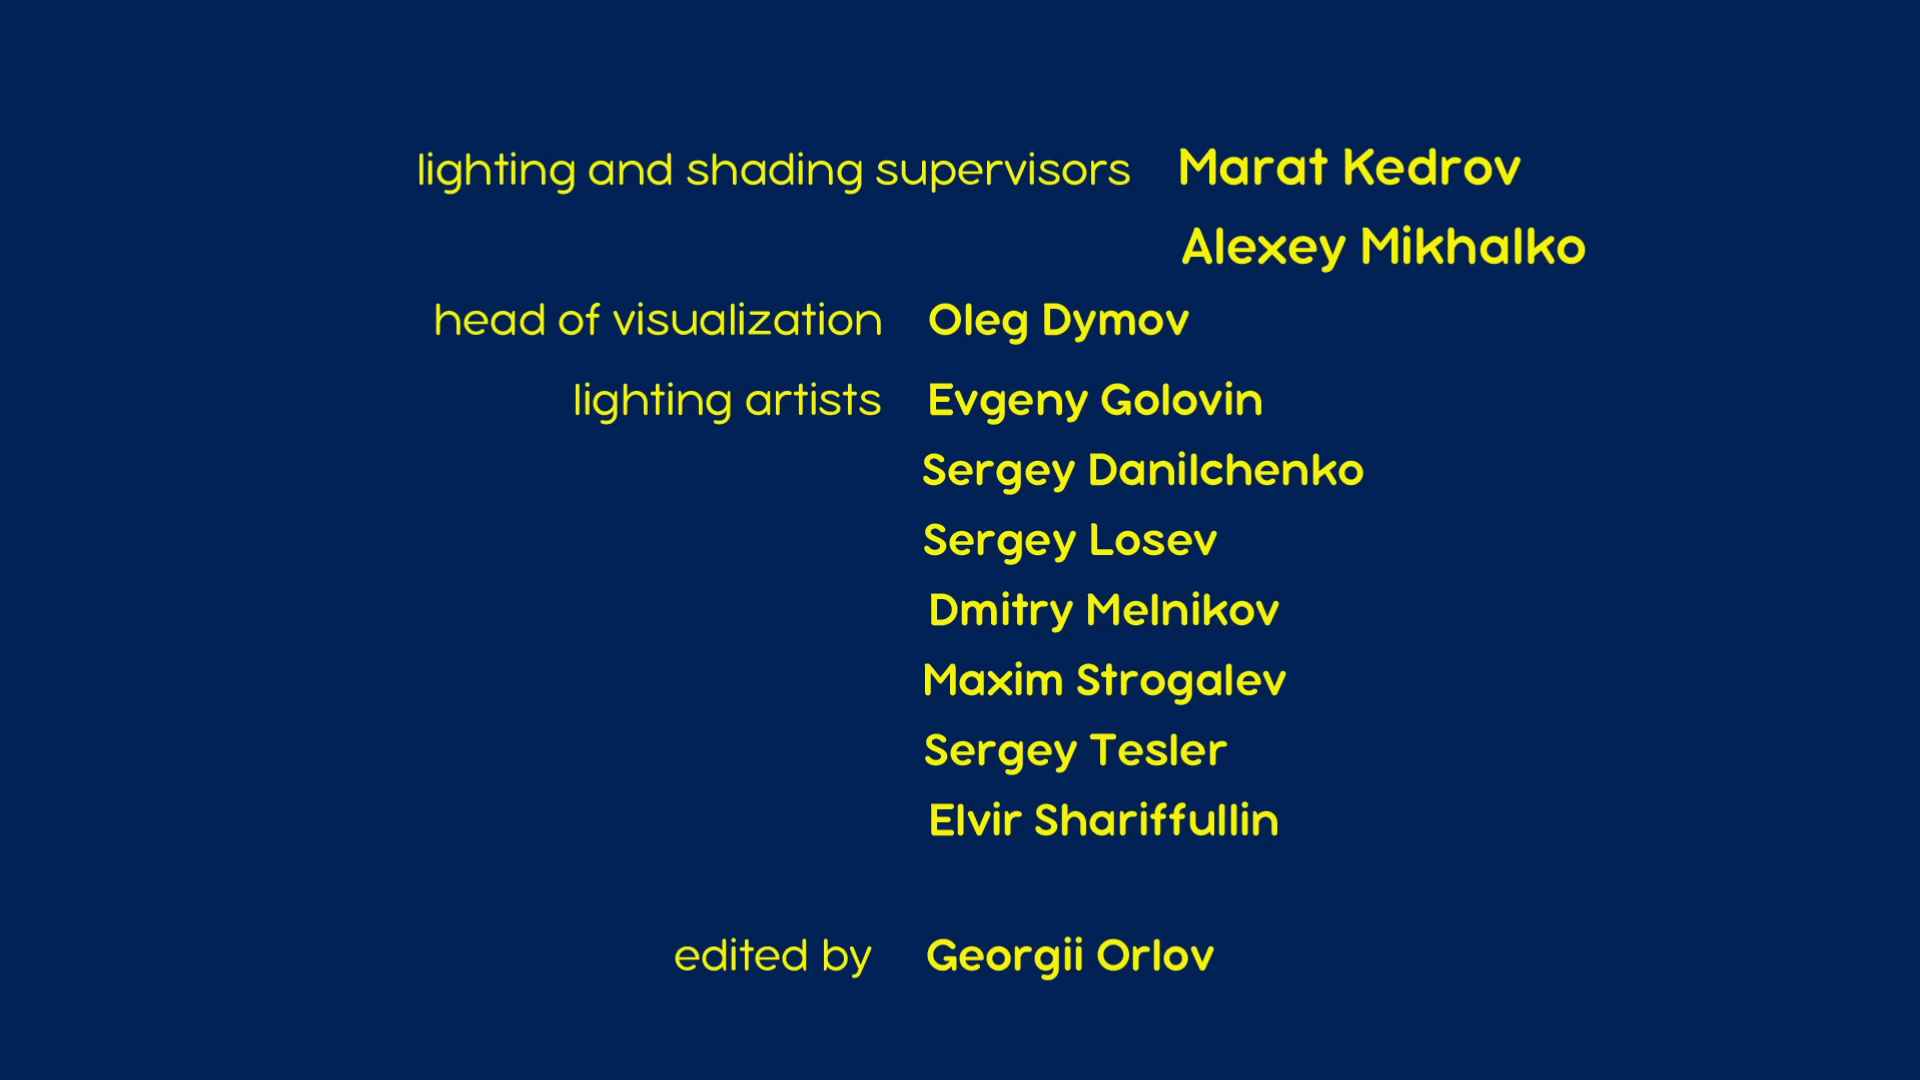 lighting and shading supervisors Marat Kedrov
Alexey Mikhalko
head of visualization Oleg Dymov
lighting artists Evgeny Golovin
Sergey Danilchenko
Sergey Losev
Dmitry Melnikov
Maxim Strogalev
Sergey Tesler
Elvir Shariffullin
edited by Georgii Orlov